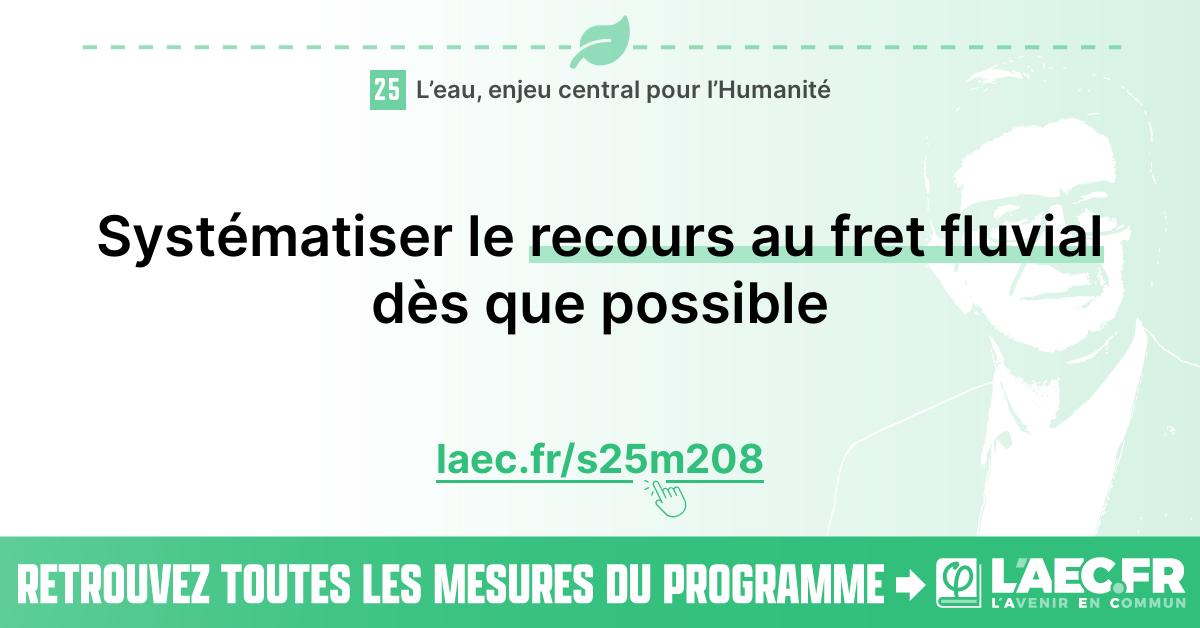 25 L'eau, enjeu central pour l'Humanité
Systématiser le recours au fret fluvial
dès que possible
laec.fr/s25m208
RETROUVEZ TOUTES LES MESURES DU PROGRAMME
φ L'AEC.FR
L'AVENIR EN COMMUN